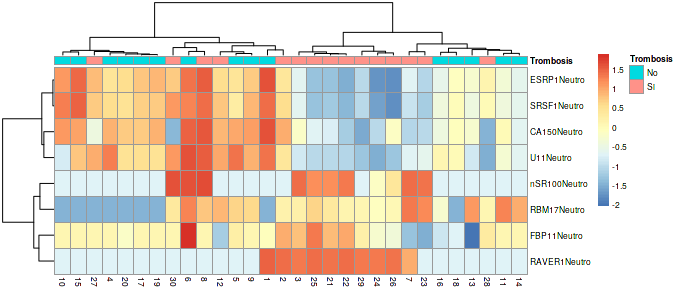 Trombosis
ESRP1Neutro
SRSF1Neutro
CA150Neutro
U11Neutro
nSR100Neutro
RBM17Neutro
FBP11Neutro
RAVER1Neutro
10 15 27 4 20 17 19 30 6 8 12 5 9 1 2 3 25 21 22 29 24 26 7 23 16 18 13 28 11 14
1.5
1
0.5
0
-0.5
-1
-1.5
-2
Trombosis
No
SI